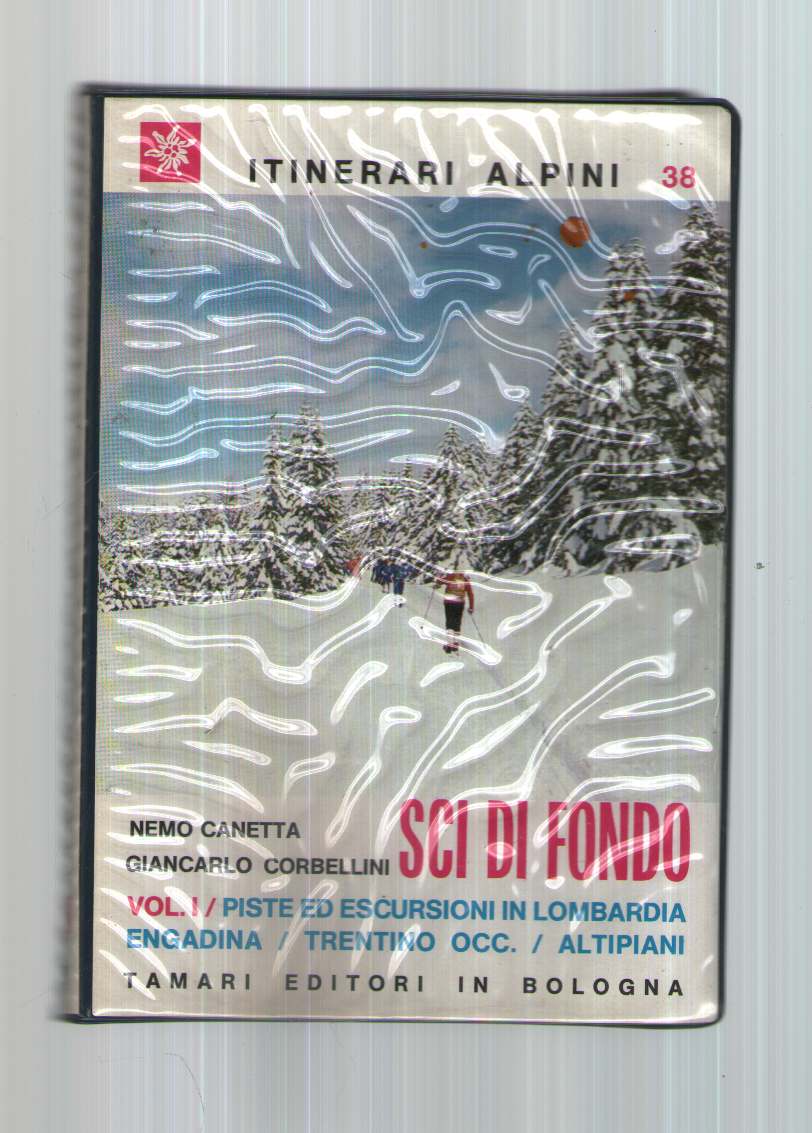 ITINERARI ALPINI 38
NEMO CANETTA
GIANCARLO CORBELLINI
SCI DI FONDO
VOL. I / PISTE ED ESCURSIONI IN LOMBARDIA
ENGADINA / TRENTINO OCC. / ALTIPIANI
TAMARI EDITORI IN BOLOGNA